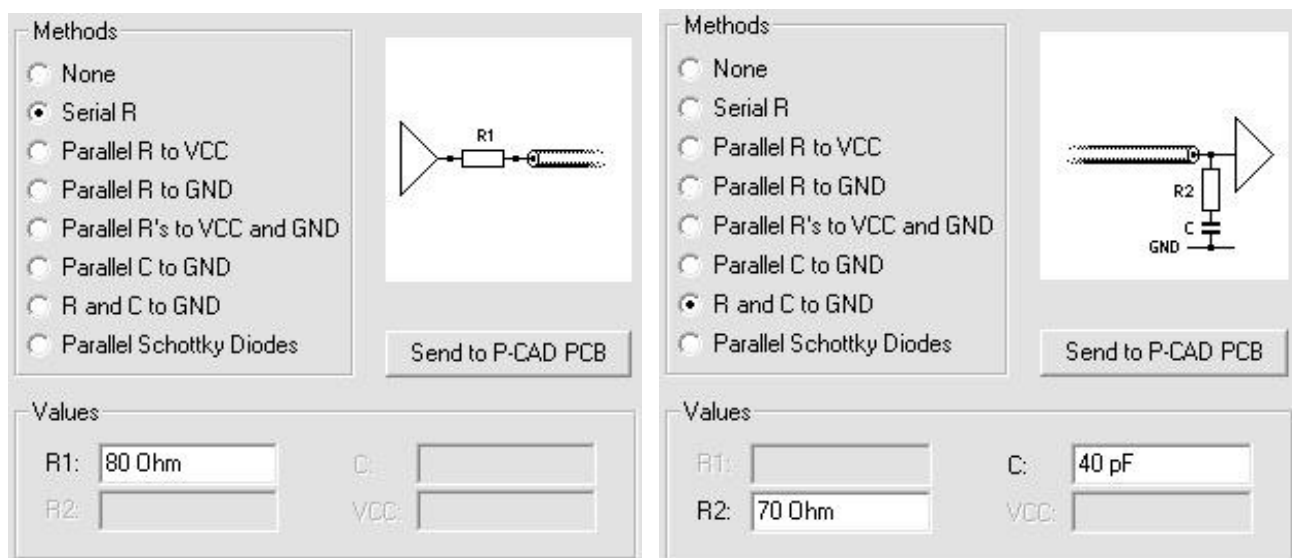 Methods
None
Serial R
Parallel R to VCC
Parallel R to GND
Parallel R's to VCC and GND
Parallel C to GND
R and C to GND
Parallel Schottky Diodes
R1
Send to P-CAD PCB
Values
R1: 80 Ohm C:
R2: VCC:
Methods
None
Serial R
Parallel R to VCC
Parallel R to GND
Parallel R's to VCC and GND
Parallel C to GND
R and C to GND
Parallel Schottky Diodes
R2
C
GND
Send to P-CAD PCB
Values
R1: C: 40 pF
R2: 70 Ohm VCC: